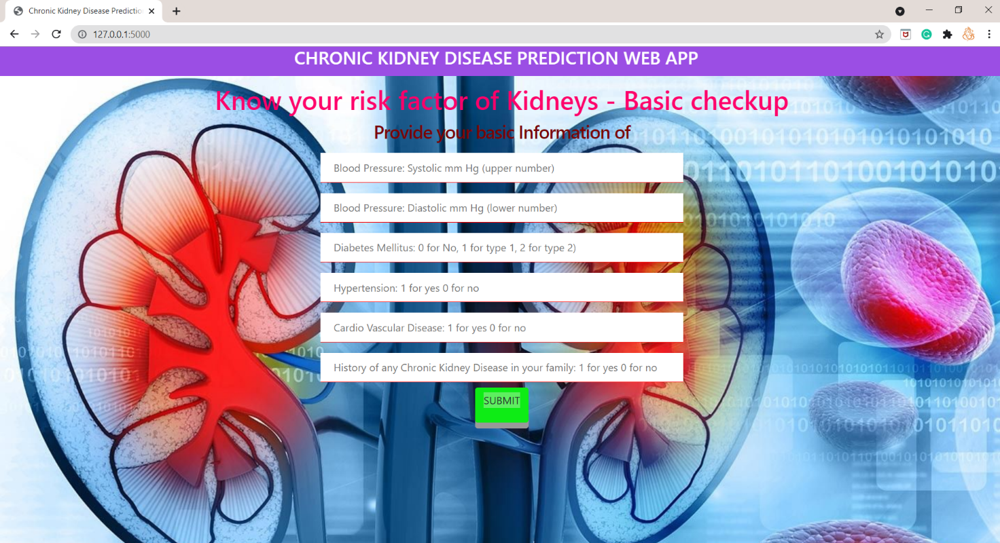 Chronic Kidney Disease Predictio
127.0.0.1:5000
CHRONIC KIDNEY DISEASE PREDICTION WEB APP
Know your risk factor of Kidneys - Basic checkup
Provide your basic Information of
Blood Pressure: Systolic mm Hg (upper number)
Blood Pressure: Diastolic mm Hg (lower number)
Diabetes Mellitus: 0 for No, 1 for type 1, 2 for type 2)
Hypertension: 1 for yes 0 for no
Cardio Vascular Disease: 1 for yes 0 for no
History of any Chronic Kidney Disease in your family: 1 for yes 0 for no
SUBMIT